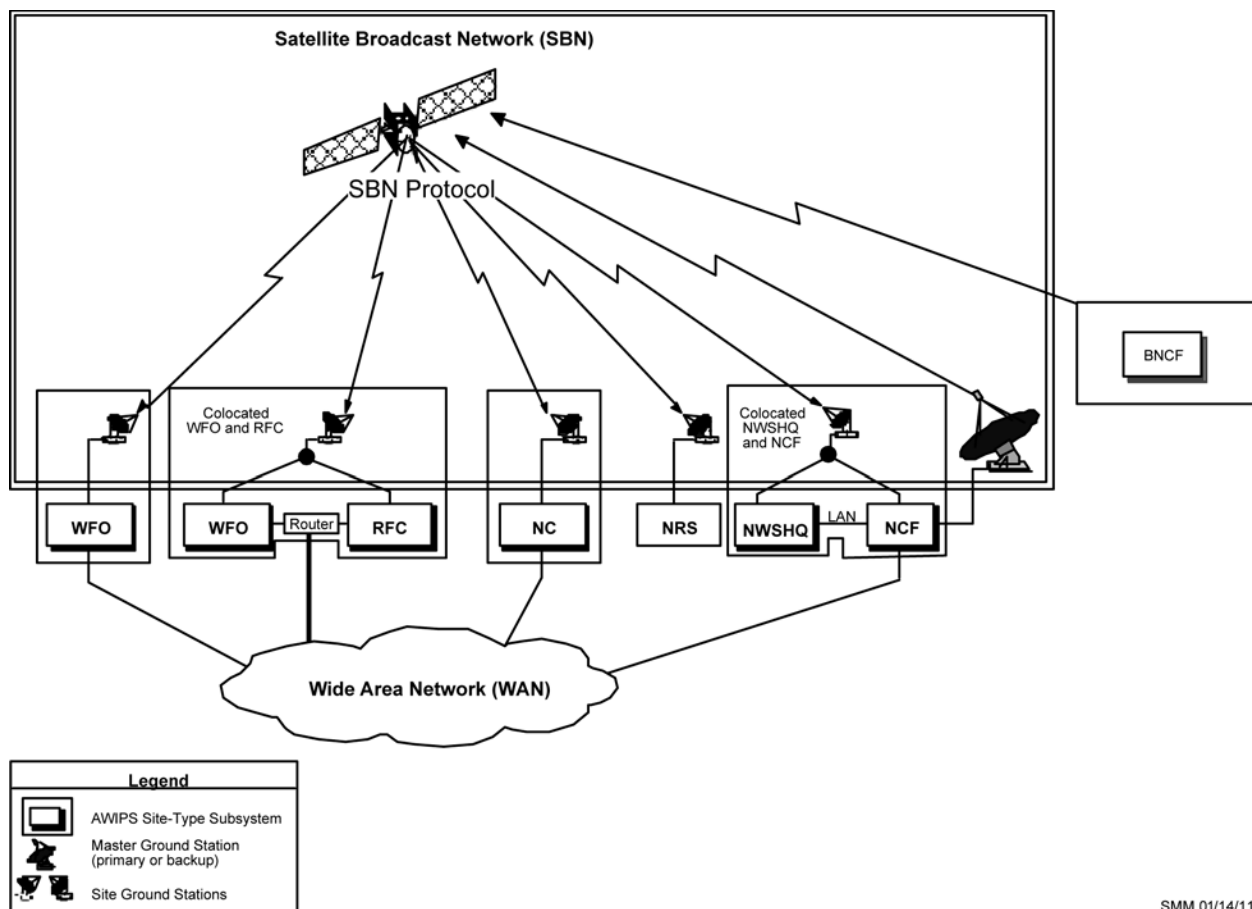 Satellite Broadcast Network (SBN)
SBN Protocol
BNCF
Colocated
WFO and RFC
Colocated
NWSHQ
and NCF
WFO
WFO
Router
RFC
NC
NRS
NWSHQ
LAN
NCF
Wide Area Network (WAN)
Legend
AWIPS Site-Type Subsystem
Master Ground Station
(primary or backup)
Site Ground Stations
SMM 01/14/11